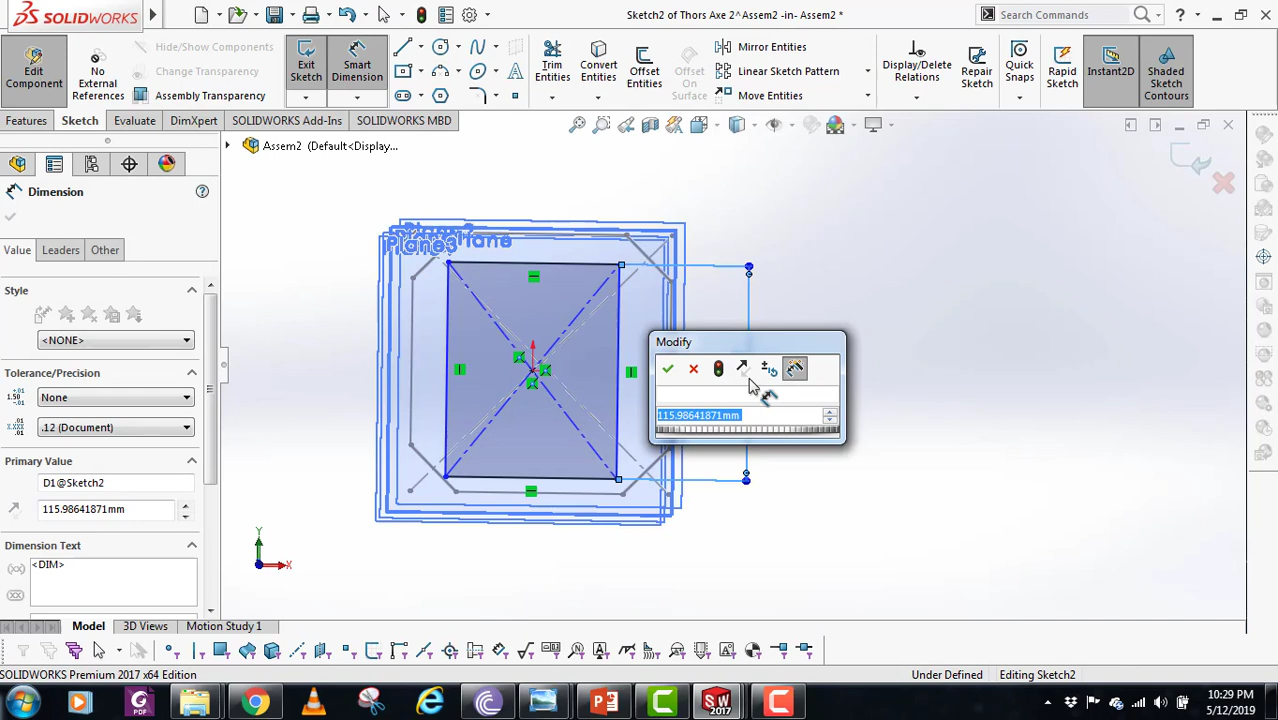 SOLIDWORKS
Sketch2 of Thors Axe 2^Assem2 -in- Assem2 *
Search Commands
Edit Component
No External References
Hide/Show Components
Change Transparency
Assembly Transparency
Exit Sketch
Smart Dimension
Trim Entities
Convert Entities
Offset Entities
Offset On Surface
Mirror Entities
Linear Sketch Pattern
Move Entities
Display/Delete Relations
Repair Sketch
Quick Snaps
Rapid Sketch
Instant2D
Shaded Sketch Contours
Features
Sketch
Evaluate
DimXpert
SOLIDWORKS Add-Ins
SOLIDWORKS MBD
Assem2 (Default<Display...
Dimension
Value
Leaders
Other
Style
<NONE>
Tolerance/Precision
None
.12 (Document)
Primary Value
D1@Sketch2
115.98641871mm
Dimension Text
<DIM>
Plane3
Modify
115.98641871mm
Y
X
Model
3D Views
Motion Study 1
SOLIDWORKS Premium 2017 x64 Edition
Under Defined
Editing Sketch2
PDF
2017
10:29 PM
5/12/2019